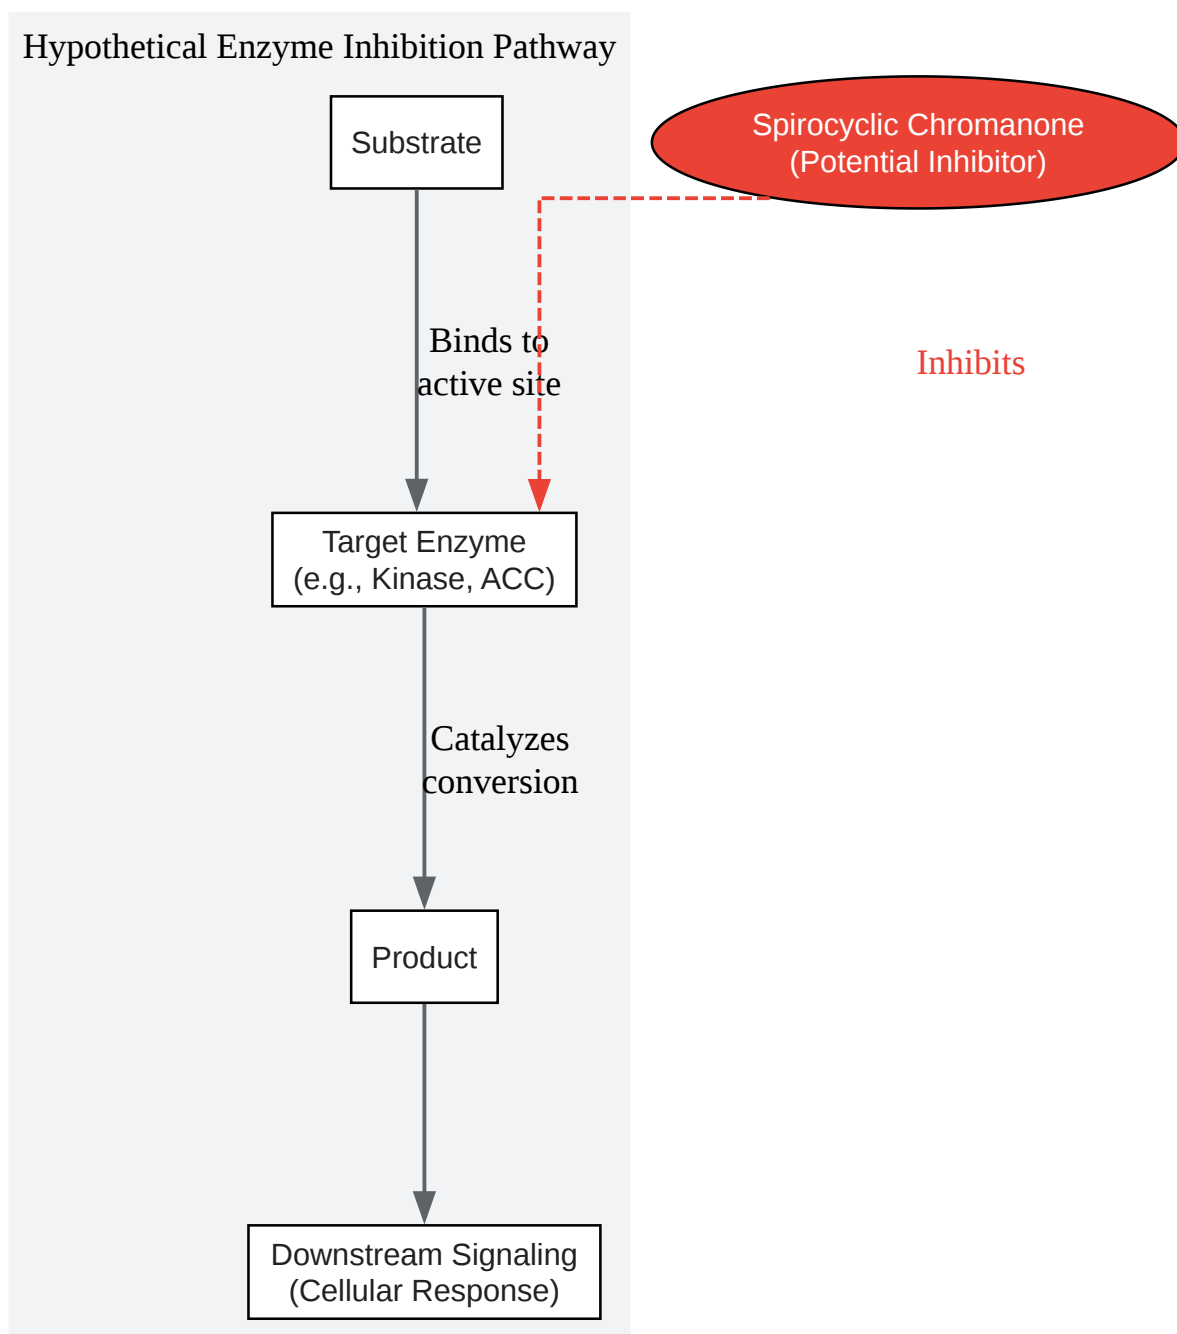 Hypothetical Enzyme Inhibition Pathway
Substrate
Spirocyclic Chromanone
(Potential Inhibitor)
Binds to
active site
Inhibits
Target Enzyme
(e.g., Kinase, ACC)
Catalyzes
conversion
Product
Downstream Signaling
(Cellular Response)